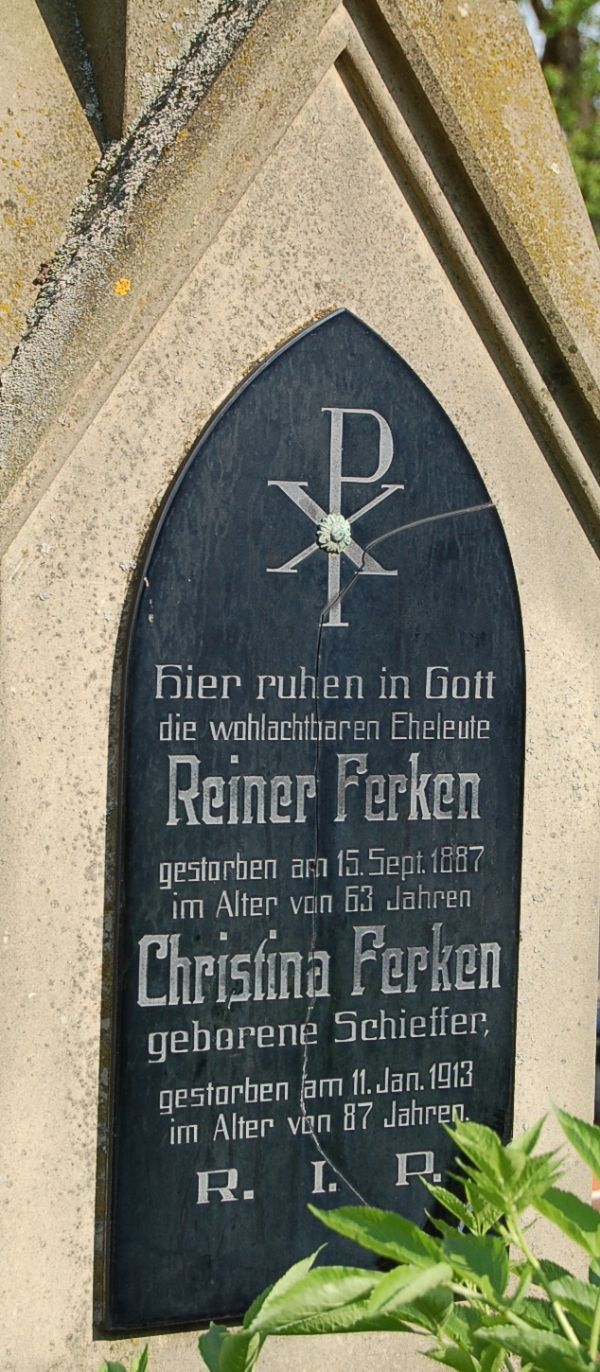 Hier ruhen in Gott
die wohlachtbaren Eheleute
Reiner Ferken
gestorben am 15. Sept. 1887
im Alter von 63 Jahren
Christina Ferken
geborene Schieffer,
gestorben am 11. Jan. 1913
im Alter von 87 Jahren.
R. I. P.